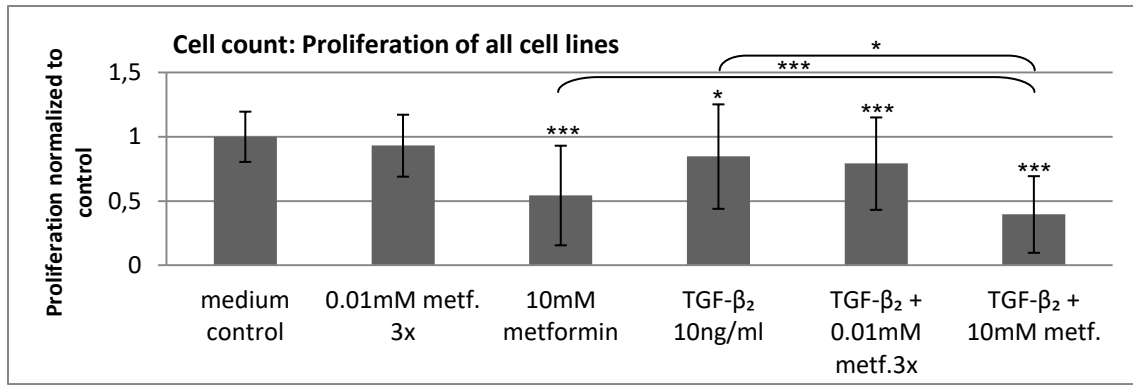 Cell count: Proliferation of all cell lines
Proliferation normalized to
control
1,5
1
0,5
0
*
***
***
*
***
***
medium
control
0.01mM metf.
3x
10mM
metformin
TGF-β₂
10ng/ml
TGF-β₂ +
0.01mM
metf.3x
TGF-β₂ +
10mM metf.